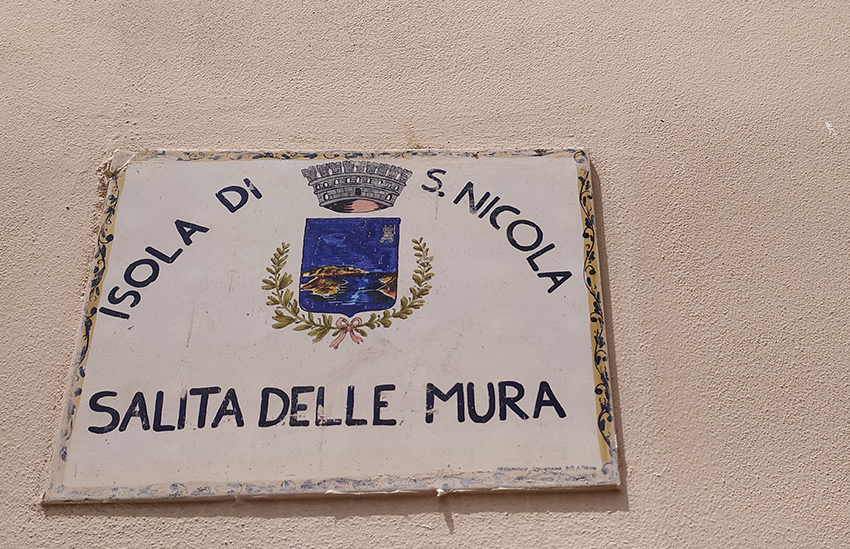 ISOLA DI S. NICOLA
SALITA DELLE MURA